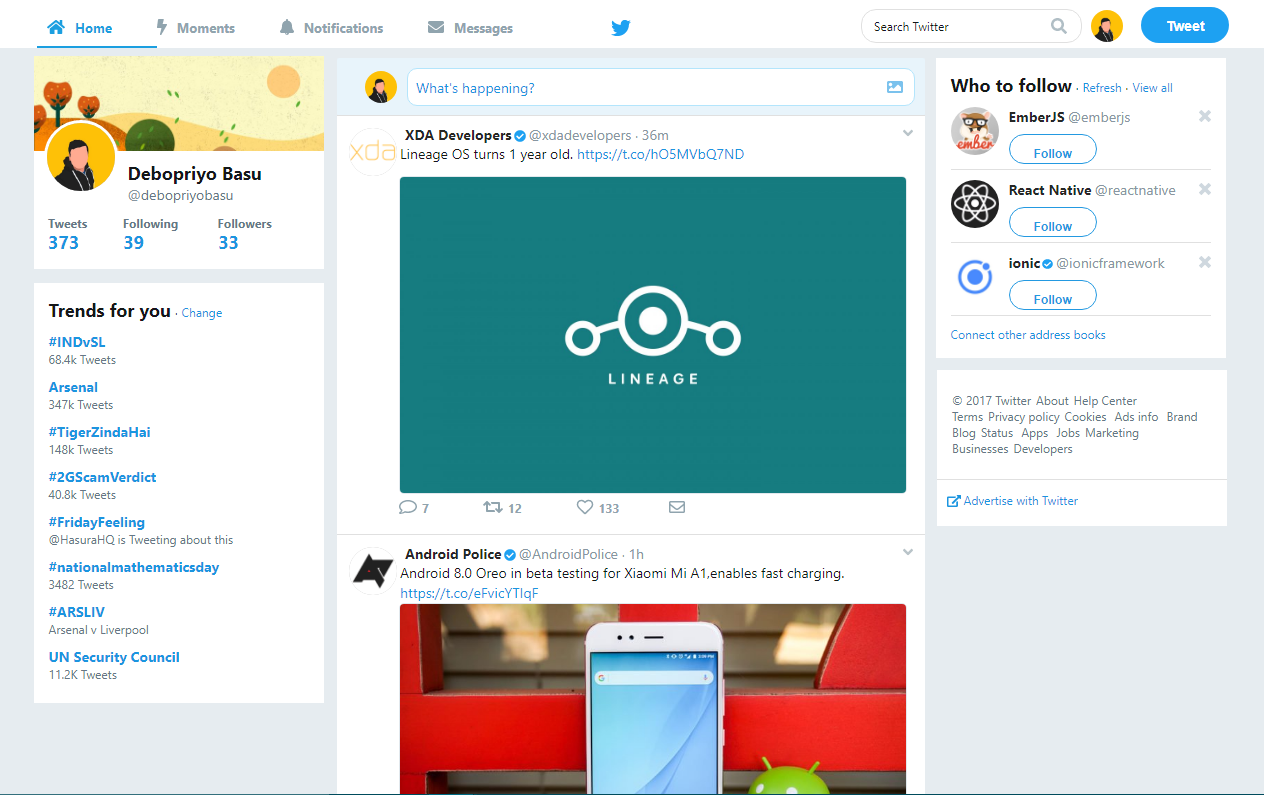 Home Moments Notifications Messages Search Twitter Tweet
Debopriyo Basu
@debopriyobasu
Tweets Following Followers
373 39 33
Trends for you · Change
#INDvSL
68.4k Tweets
Arsenal
347k Tweets
#TigerZindaHai
148k Tweets
#2GScamVerdict
40.8k Tweets
#FridayFeeling
@HasuraHQ is Tweeting about this
#nationalmathematicsday
3482 Tweets
#ARSLIV
Arsenal v Liverpool
UN Security Council
11.2K Tweets
What's happening?
xda
XDA Developers @xdadevelopers · 36m
Lineage OS turns 1 year old. https://t.co/hO5MVbQ7ND
LINEAGE
7 12 133
Android Police @AndroidPolice · 1h
Android 8.0 Oreo in beta testing for Xiaomi Mi A1,enables fast charging.
https://t.co/eFvicYTlqF
G
Who to follow · Refresh · View all
ember
EmberJS @emberjs
Follow
React Native @reactnative
Follow
ionic @ionicframework
Follow
Connect other address books
© 2017 Twitter About Help Center
Terms Privacy policy Cookies Ads info Brand
Blog Status Apps Jobs Marketing
Businesses Developers
Advertise with Twitter